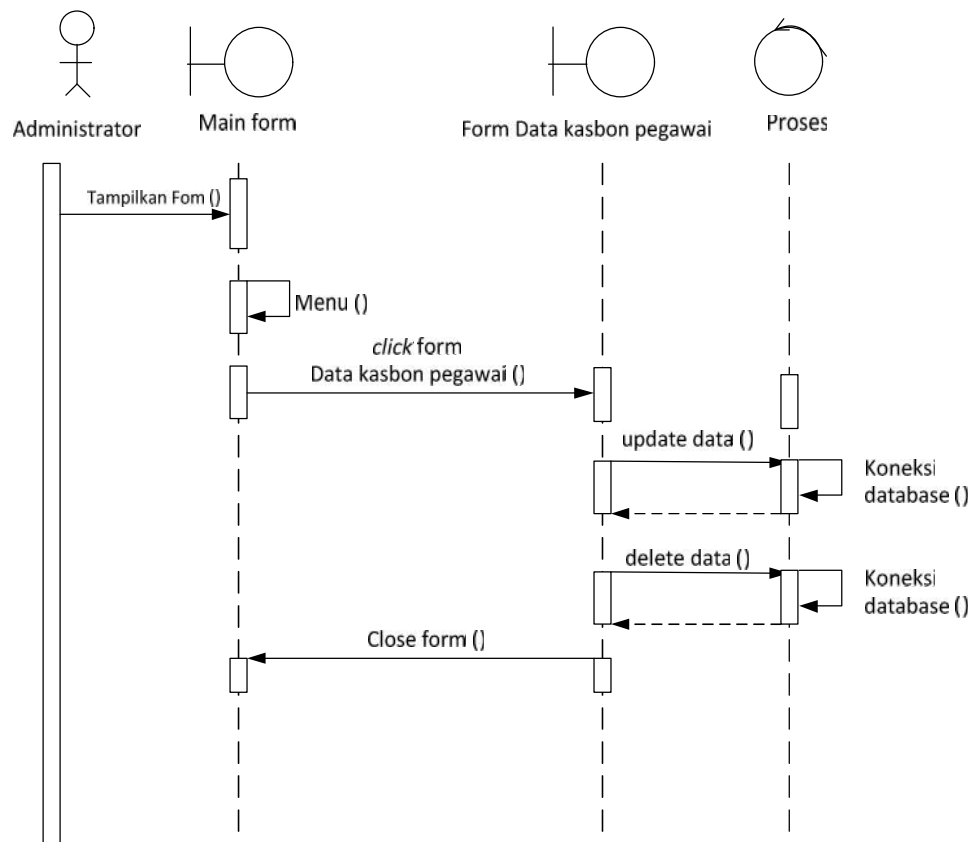 Administrator
Main form
Form Data kasbon pegawai
Proses
Tampilkan Fom ()
Menu ()
click form
Data kasbon pegawai ()
update data ()
Koneksi
database ()
delete data ()
Koneksi
database ()
Close form ()